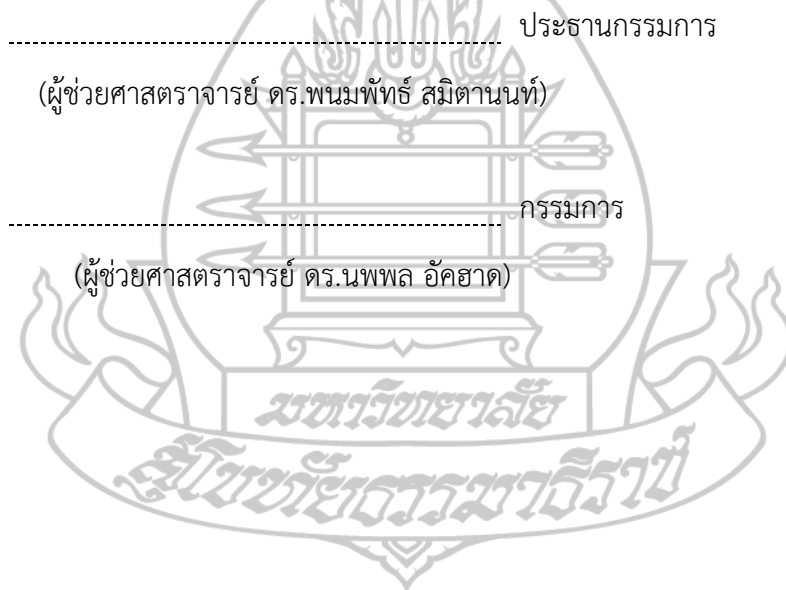 ประธานกรรมการ
(ผู้ช่วยศาสตราจารย์ ดร.พนมพัทธ์ สมิตานนท์)
กรรมการ
(ผู้ช่วยศาสตราจารย์ ดร.นพพล อัคฮาด)
มหาวิทยาลัย
สุโขทัยธรรมาธิราช